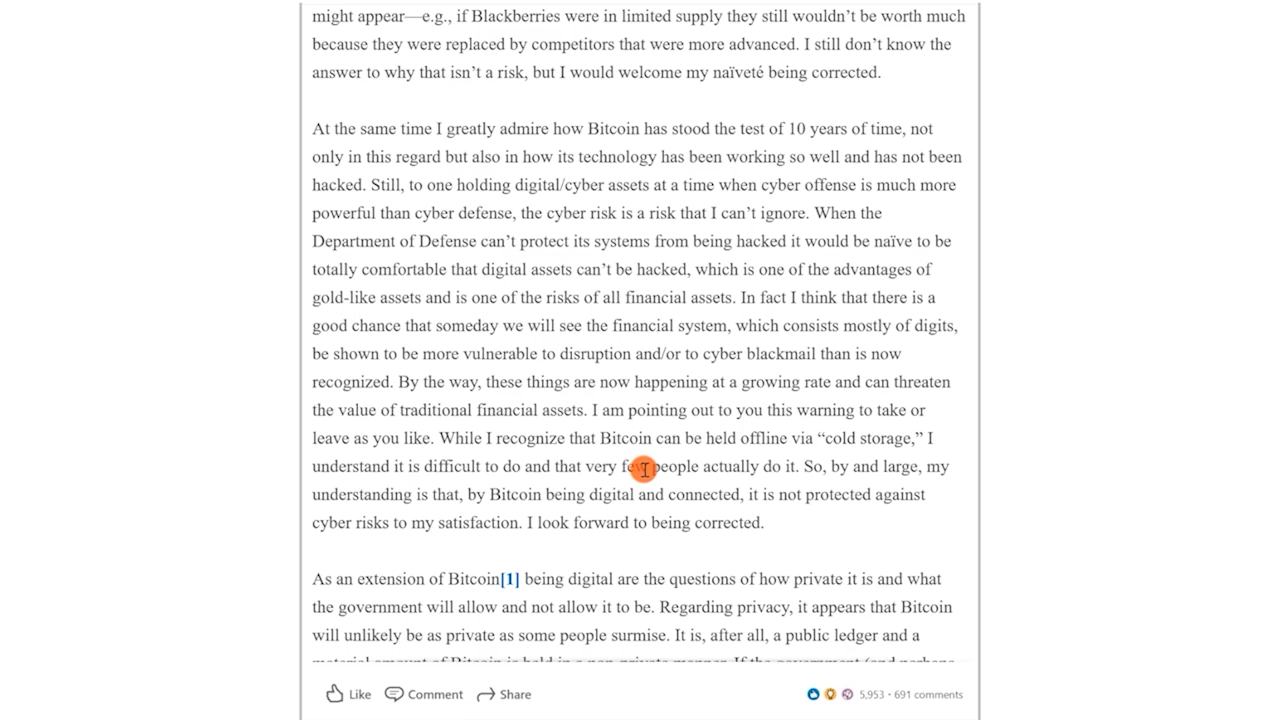 might appear—e.g., if Blackberries were in limited supply they still wouldn’t be worth much
because they were replaced by competitors that were more advanced. I still don’t know the
answer to why that isn’t a risk, but I would welcome my naïveté being corrected.
At the same time I greatly admire how Bitcoin has stood the test of 10 years of time, not
only in this regard but also in how its technology has been working so well and has not been
hacked. Still, to one holding digital/cyber assets at a time when cyber offense is much more
powerful than cyber defense, the cyber risk is a risk that I can’t ignore. When the
Department of Defense can’t protect its systems from being hacked it would be naïve to be
totally comfortable that digital assets can’t be hacked, which is one of the advantages of
gold-like assets and is one of the risks of all financial assets. In fact I think that there is a
good chance that someday we will see the financial system, which consists mostly of digits,
be shown to be more vulnerable to disruption and/or to cyber blackmail than is now
recognized. By the way, these things are now happening at a growing rate and can threaten
the value of traditional financial assets. I am pointing out to you this warning to take or
leave as you like. While I recognize that Bitcoin can be held offline via “cold storage,” I
understand it is difficult to do and that very few people actually do it. So, by and large, my
understanding is that, by Bitcoin being digital and connected, it is not protected against
cyber risks to my satisfaction. I look forward to being corrected.
As an extension of Bitcoin[1] being digital are the questions of how private it is and what
the government will allow and not allow it to be. Regarding privacy, it appears that Bitcoin
will unlikely be as private as some people surmise. It is, after all, a public ledger and a
material amount of Bitcoin is held in a non-private manner. If the government (and perhaps
Like Comment Share 5,953 • 691 comments